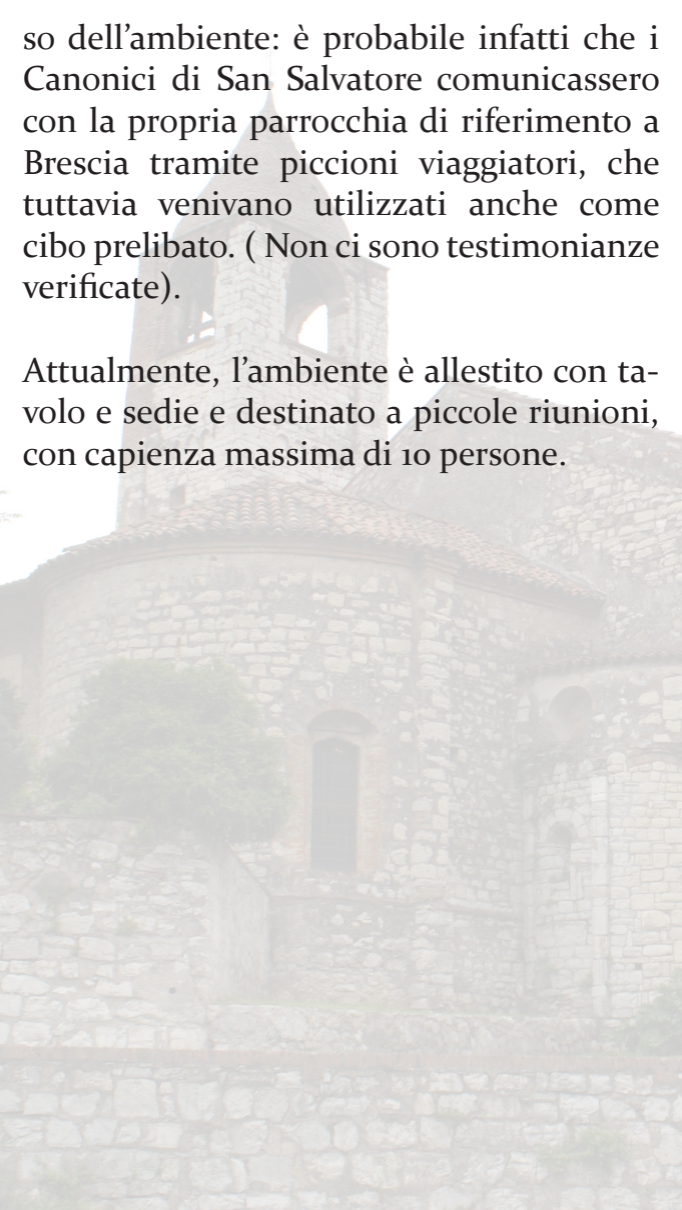 so dell’ambiente: è probabile infatti che i
Canonici di San Salvatore comunicassero
con la propria parrocchia di riferimento a
Brescia tramite piccioni viaggiatori, che
tuttavia venivano utilizzati anche come
cibo prelibato. ( Non ci sono testimonianze
verificate).
Attualmente, l’ambiente è allestito con ta-
volo e sedie e destinato a piccole riunioni,
con capienza massima di 10 persone.